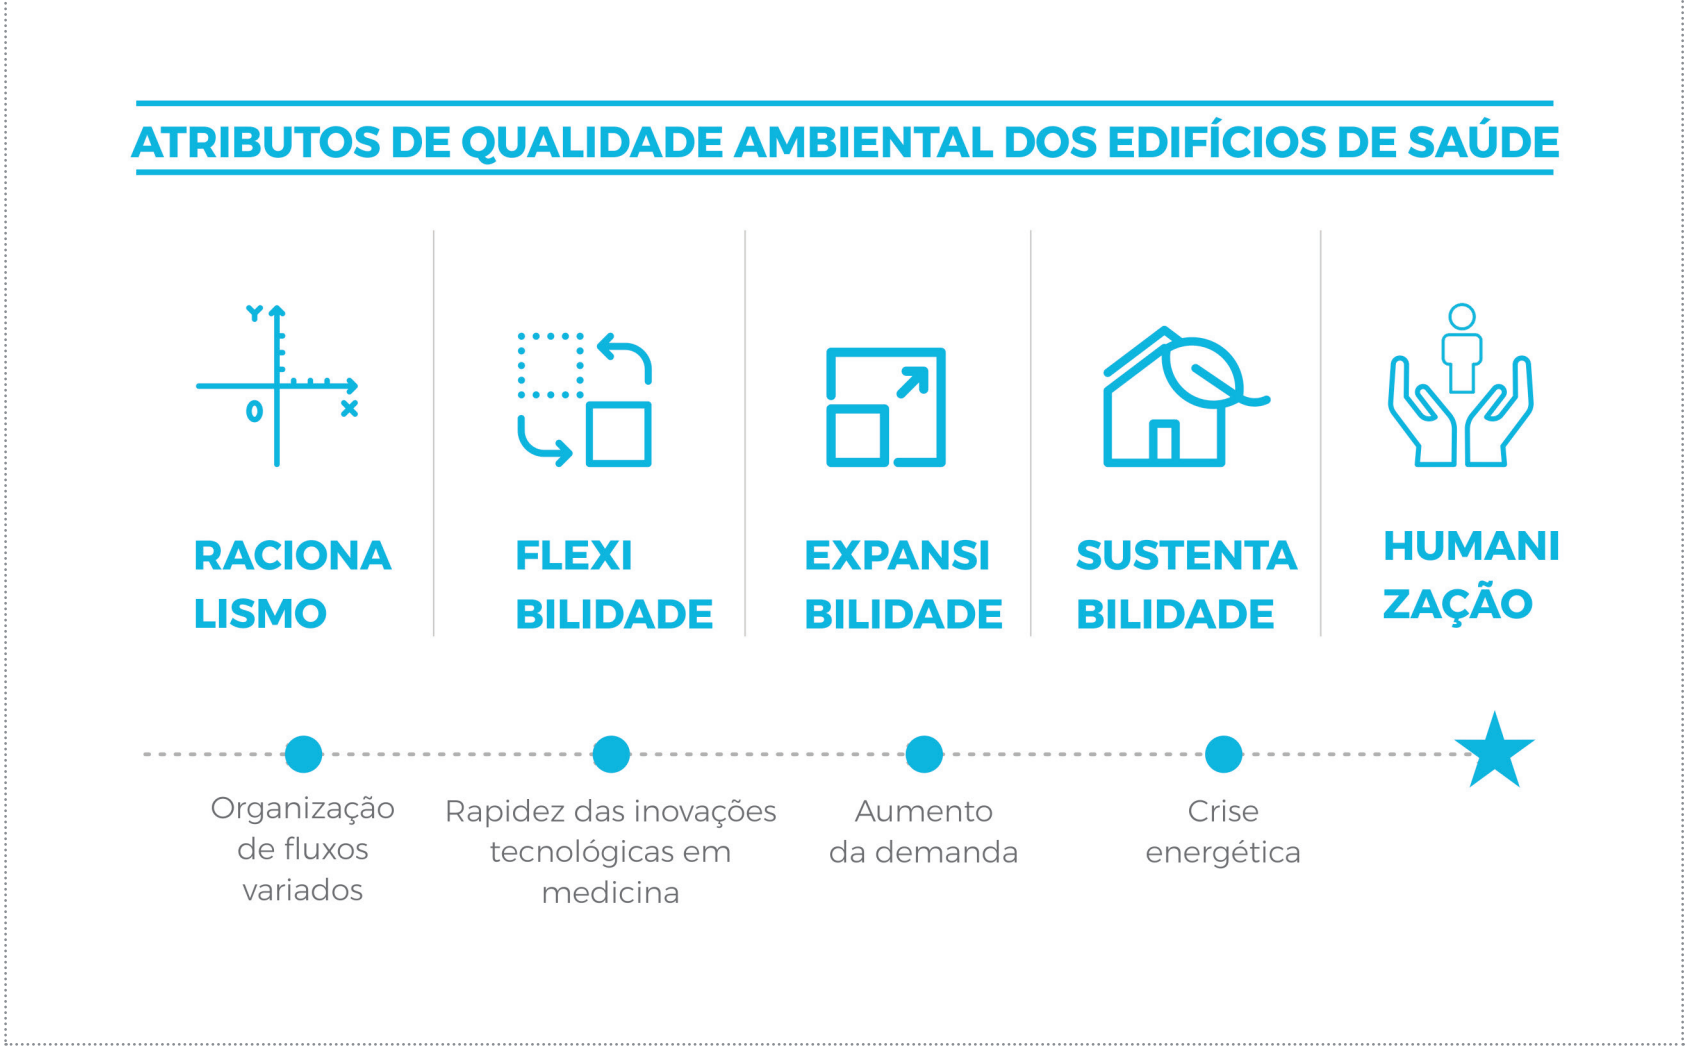 ATRIBUTOS DE QUALIDADE AMBIENTAL DOS EDIFÍCIOS DE SAÚDE
Y
0
X
RACIONA
LISMO
FLEXI
BILIDADE
EXPANSI
BILIDADE
SUSTENTA
BILIDADE
HUMANI
ZAÇÃO
Organização
de fluxos
variados
Rapidez das inovações
tecnológicas em
medicina
Aumento
da demanda
Crise
energética